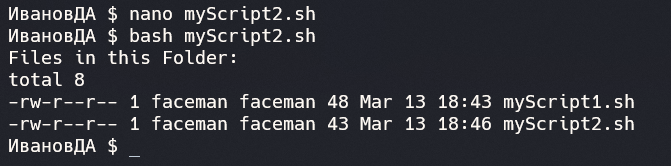 ИвановДА $ nano myScript2.sh
ИвановДА $ bash myScript2.sh
Files in this Folder:
total 8
-rw-r--r-- 1 faceman faceman 48 Mar 13 18:43 myScript1.sh
-rw-r--r-- 1 faceman faceman 43 Mar 13 18:46 myScript2.sh
ИвановДА $ _